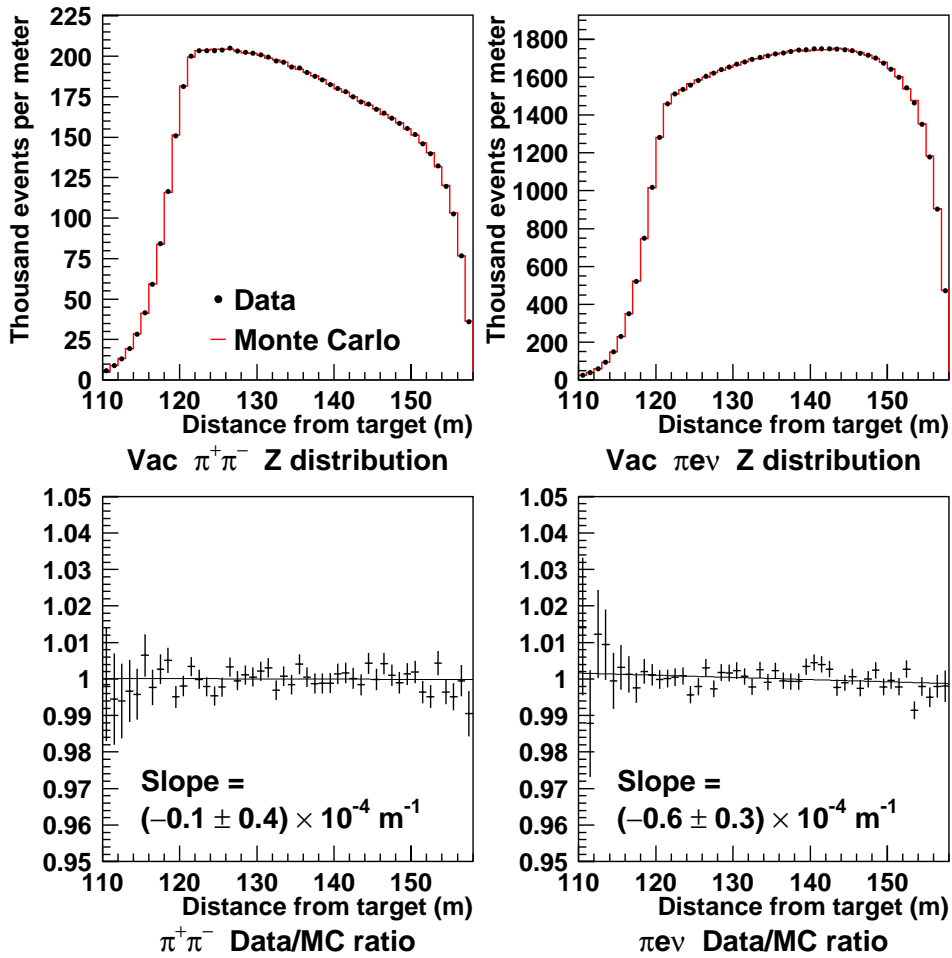 Thousand events per meter
225
200
175
150
125
100
75
50
25
0
Data
Monte Carlo
110 120 130 140 150
Distance from target (m)
Vac π⁺π⁻ Z distribution
Thousand events per meter
1800
1600
1400
1200
1000
800
600
400
200
0
110 120 130 140 150
Distance from target (m)
Vac πeν Z distribution
1.05
1.04
1.03
1.02
1.01
1
0.99
0.98
0.97
0.96
0.95
Slope =
(−0.1 ± 0.4) × 10⁻⁴ m⁻¹
110 120 130 140 150
Distance from target (m)
π⁺π⁻ Data/MC ratio
1.05
1.04
1.03
1.02
1.01
1
0.99
0.98
0.97
0.96
0.95
Slope =
(−0.6 ± 0.3) × 10⁻⁴ m⁻¹
110 120 130 140 150
Distance from target (m)
πeν Data/MC ratio